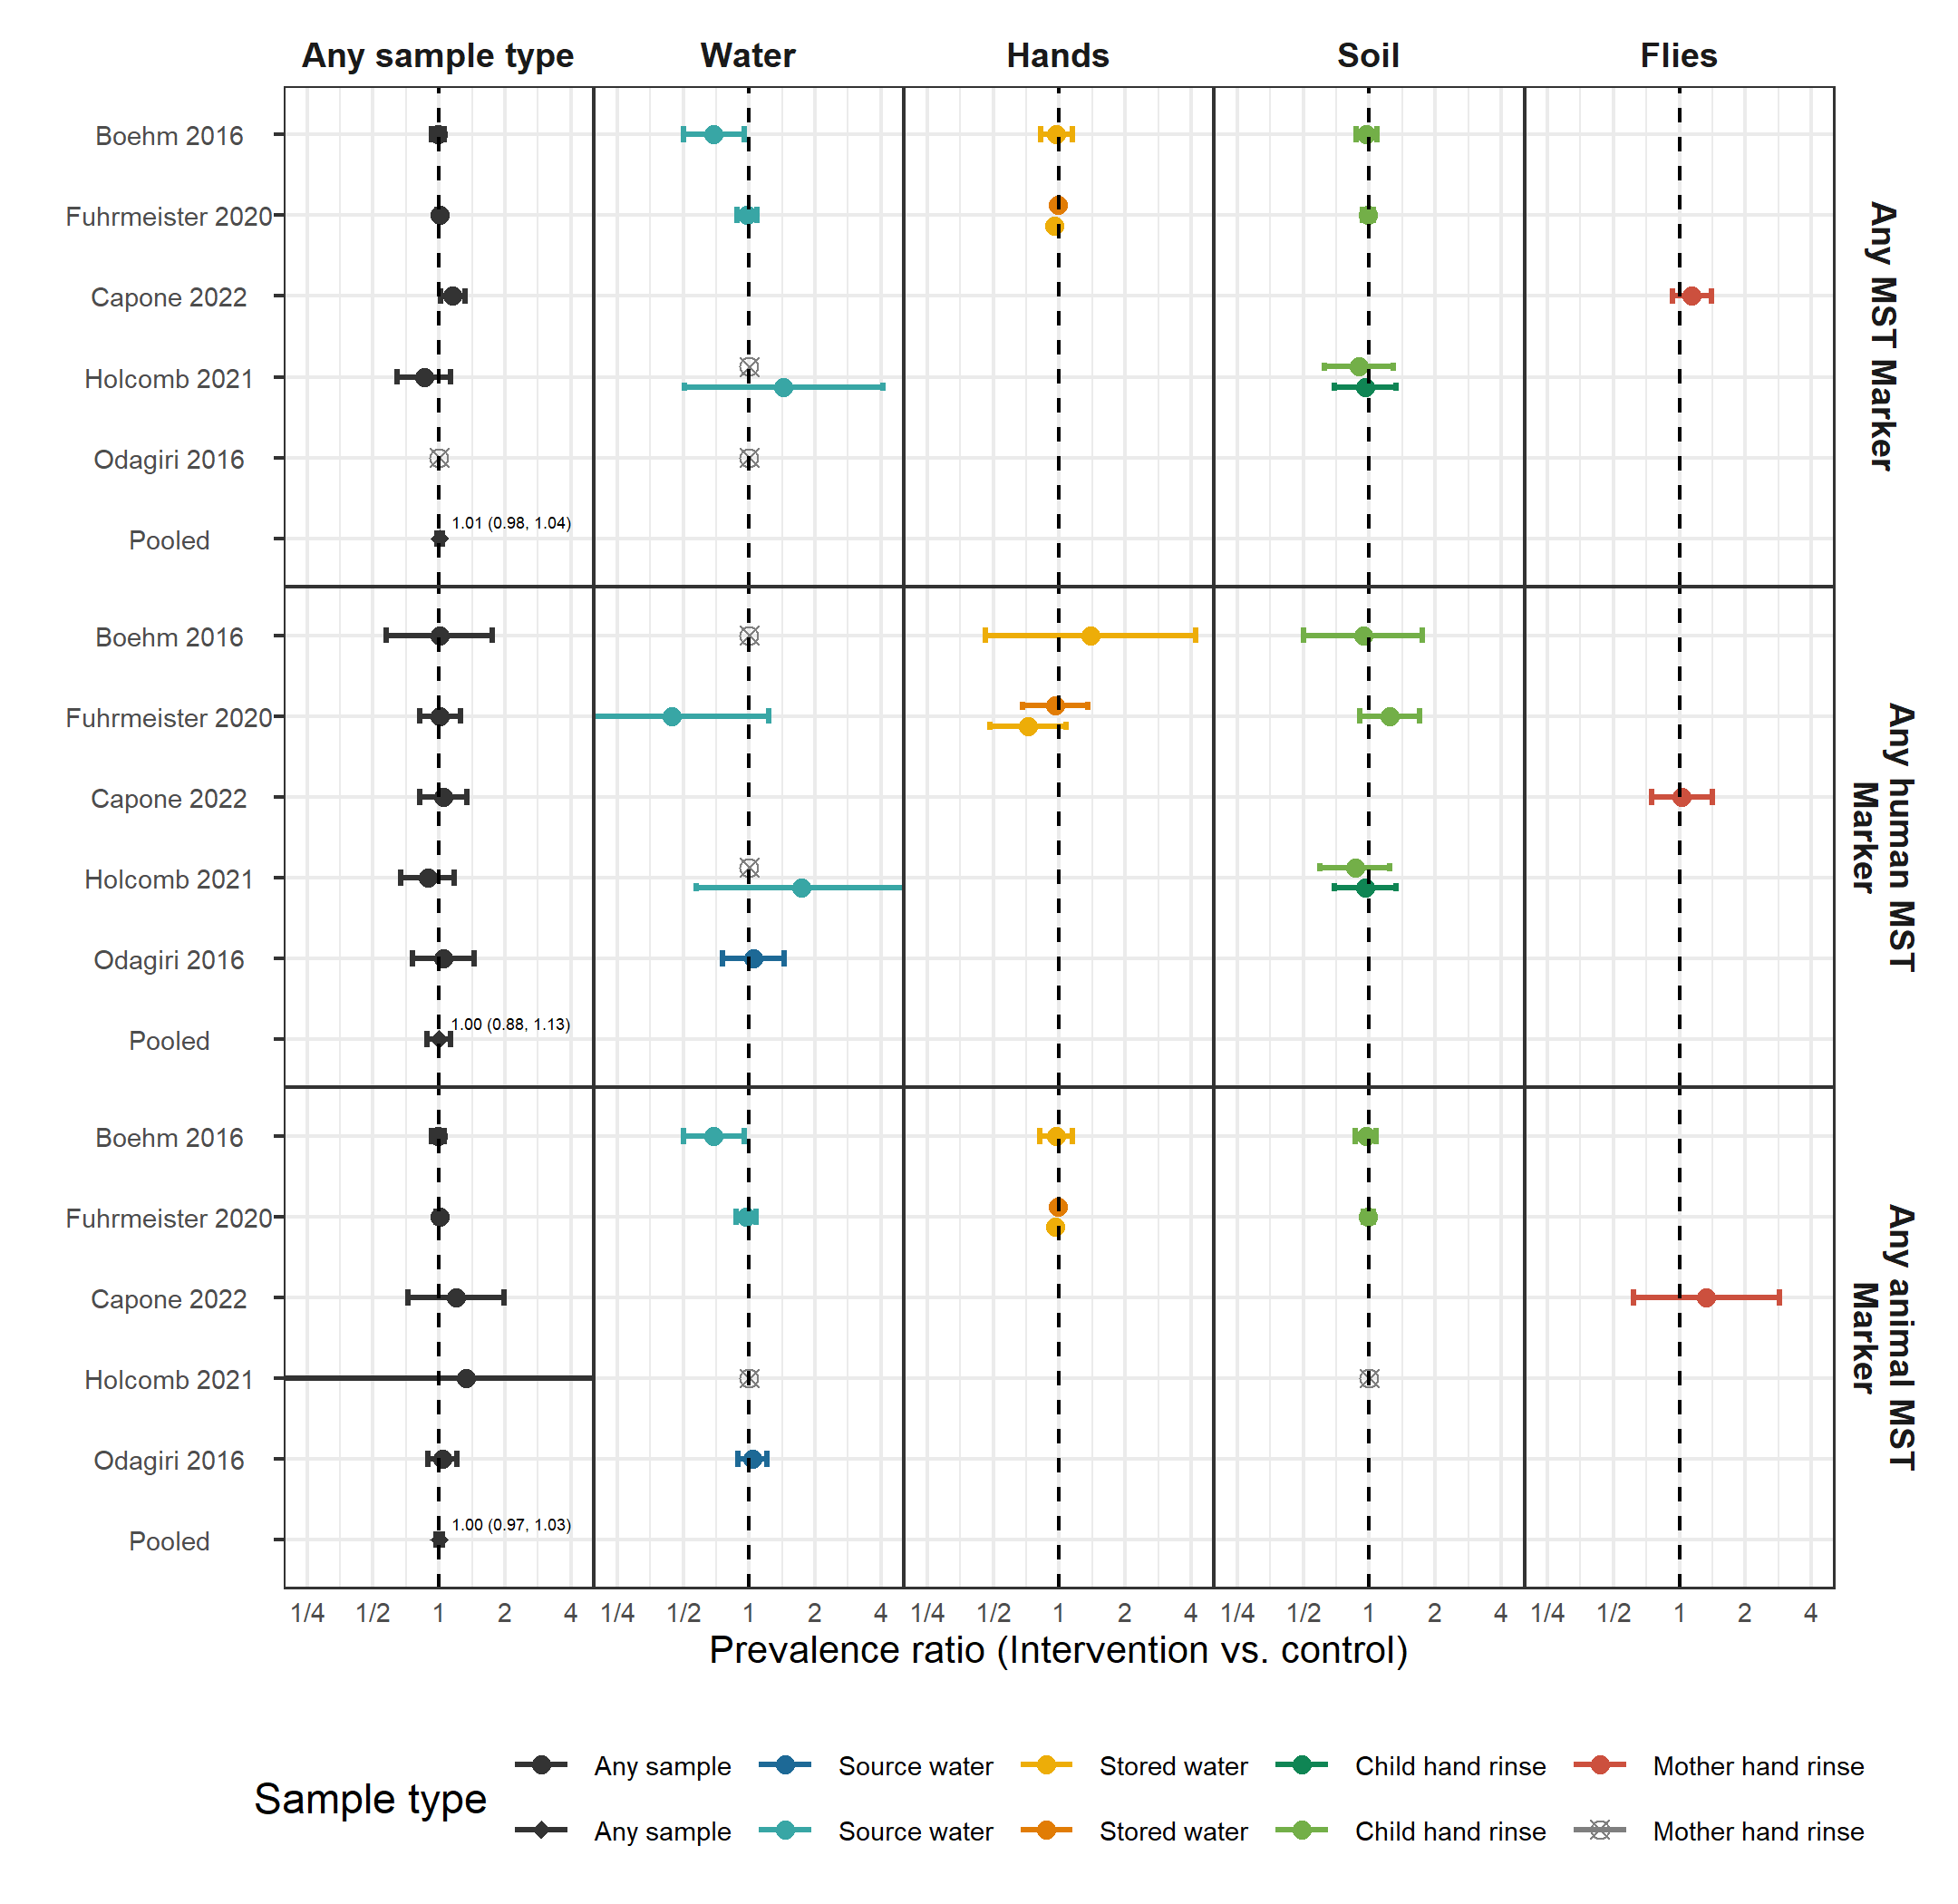 Any sample type Water Hands Soil Flies
Boehm 2016
Fuhrmeister 2020
Capone 2022
Holcomb 2021
Odagiri 2016
Pooled
1.01 (0.98, 1.04)
Any MST Marker
Boehm 2016
Fuhrmeister 2020
Capone 2022
Holcomb 2021
Odagiri 2016
Pooled
1.00 (0.88, 1.13)
Any human MST
Marker
Boehm 2016
Fuhrmeister 2020
Capone 2022
Holcomb 2021
Odagiri 2016
Pooled
1.00 (0.97, 1.03)
Any animal MST
Marker
1/4 1/2 1 2 4 1/4 1/2 1 2 4 1/4 1/2 1 2 4 1/4 1/2 1 2 4 1/4 1/2 1 2 4
Prevalence ratio (Intervention vs. control)
Sample type
Any sample Source water Stored water Child hand rinse Mother hand rinse
Any sample Source water Stored water Child hand rinse Mother hand rinse